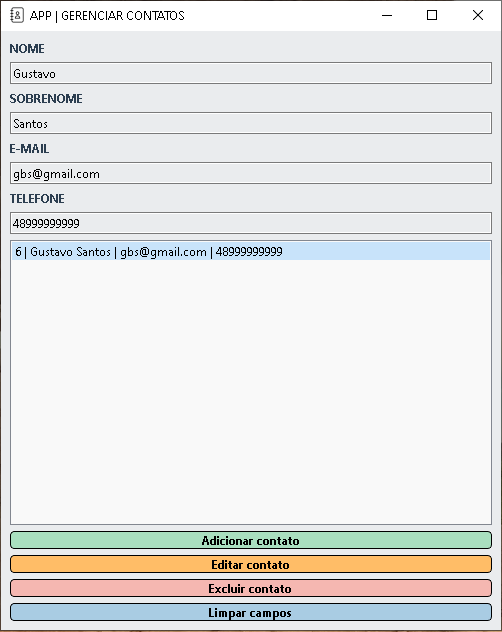 APP | GERENCIAR CONTATOS
NOME
Gustavo
SOBRENOME
Santos
E-MAIL
gbs@gmail.com
TELEFONE
48999999999
6 | Gustavo Santos | gbs@gmail.com | 48999999999
Adicionar contato
Editar contato
Excluir contato
Limpar campos